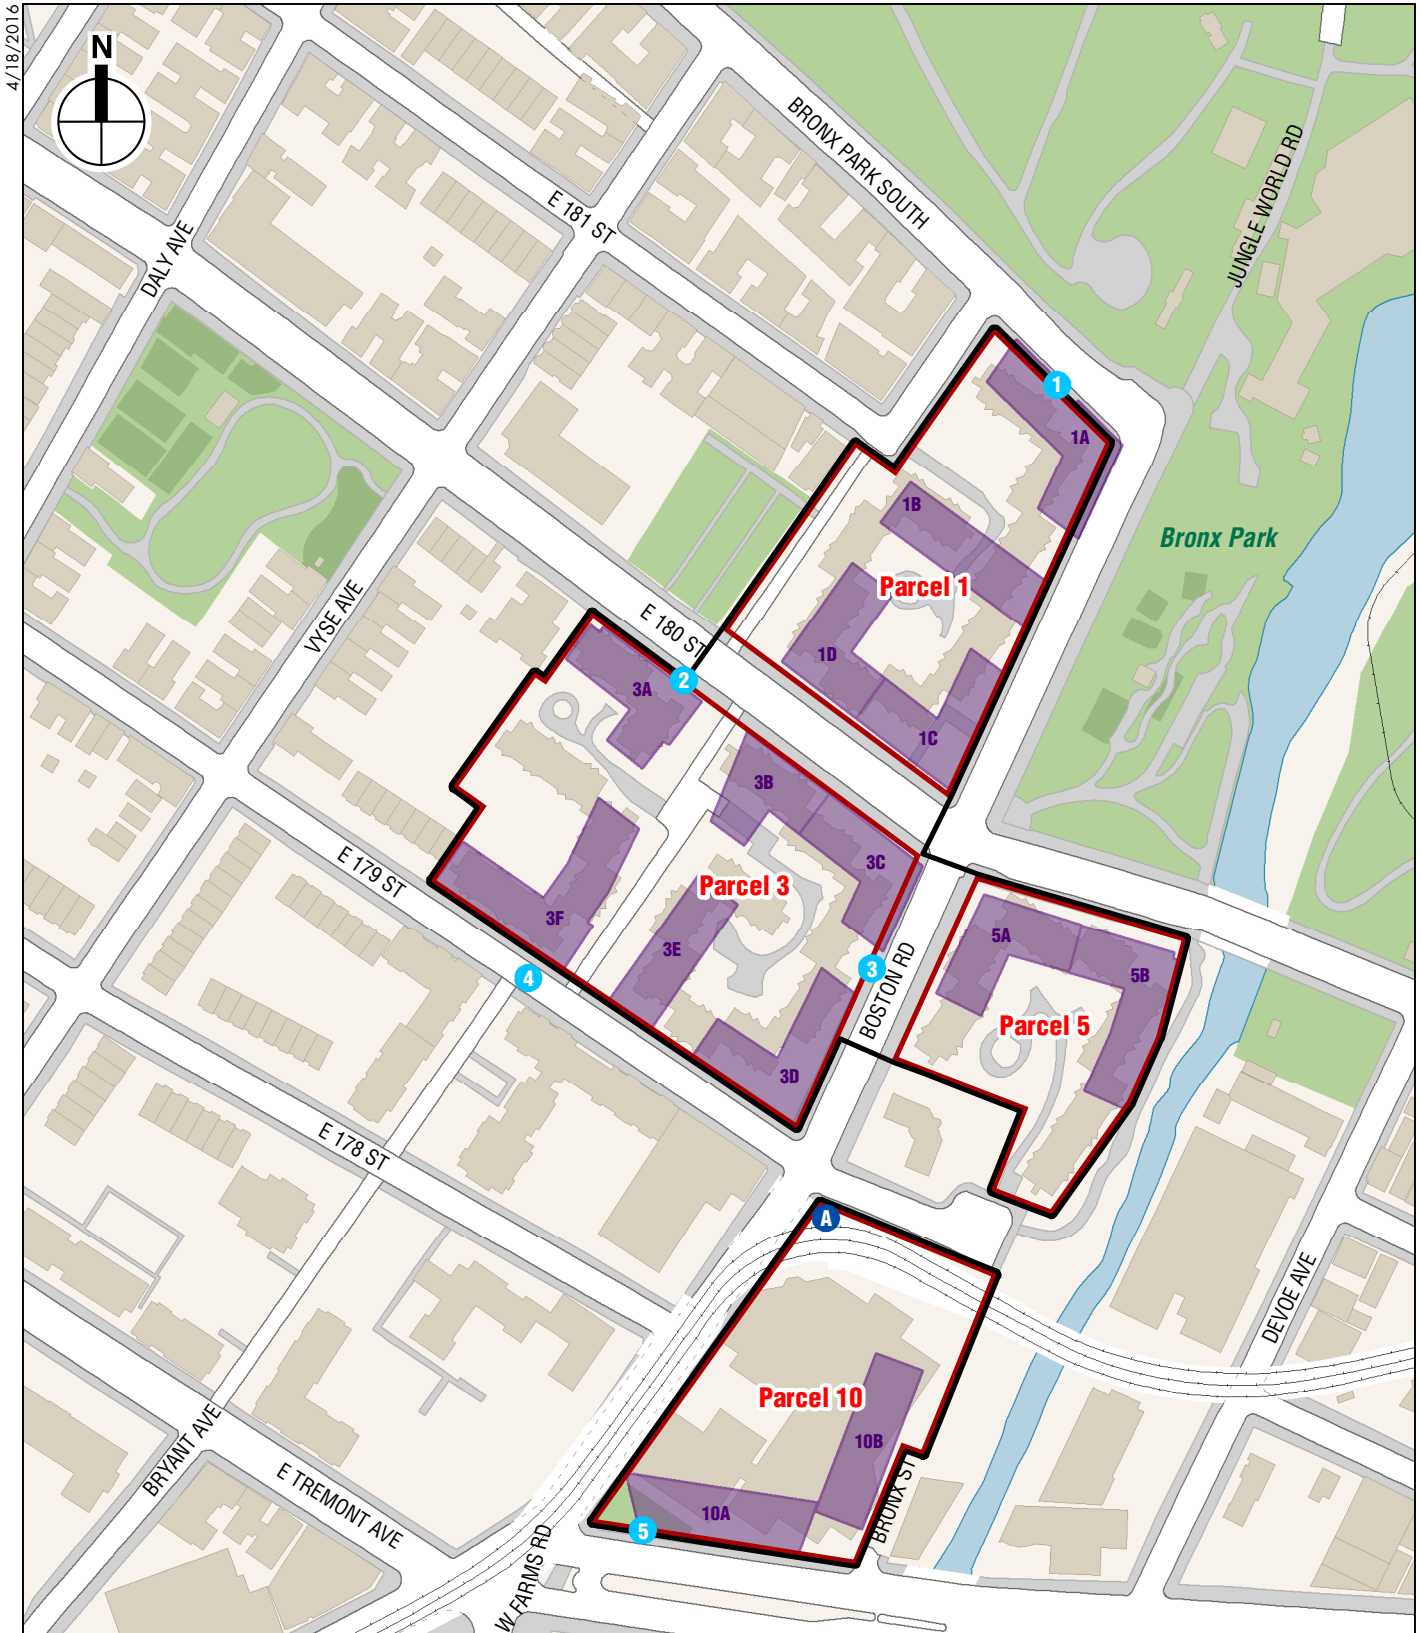 4/18/2016
N
BRONX PARK SOUTH
JUNGLE WORLD RD
E 181 ST
DALY AVE
1
1A
1B
Bronx Park
Parcel 1
VYSE AVE
E 180 ST
1D
2
3A
1C
3B
E 179 ST
3C
Parcel 3
3F
5A
3E
BOSTON RD
3
5B
4
Parcel 5
3D
E 178 ST
A
DEVOE AVE
Parcel 10
BRYANT AVE
10B
E TREMONT AVE
BRONX ST
10A
5
W FARMS RD